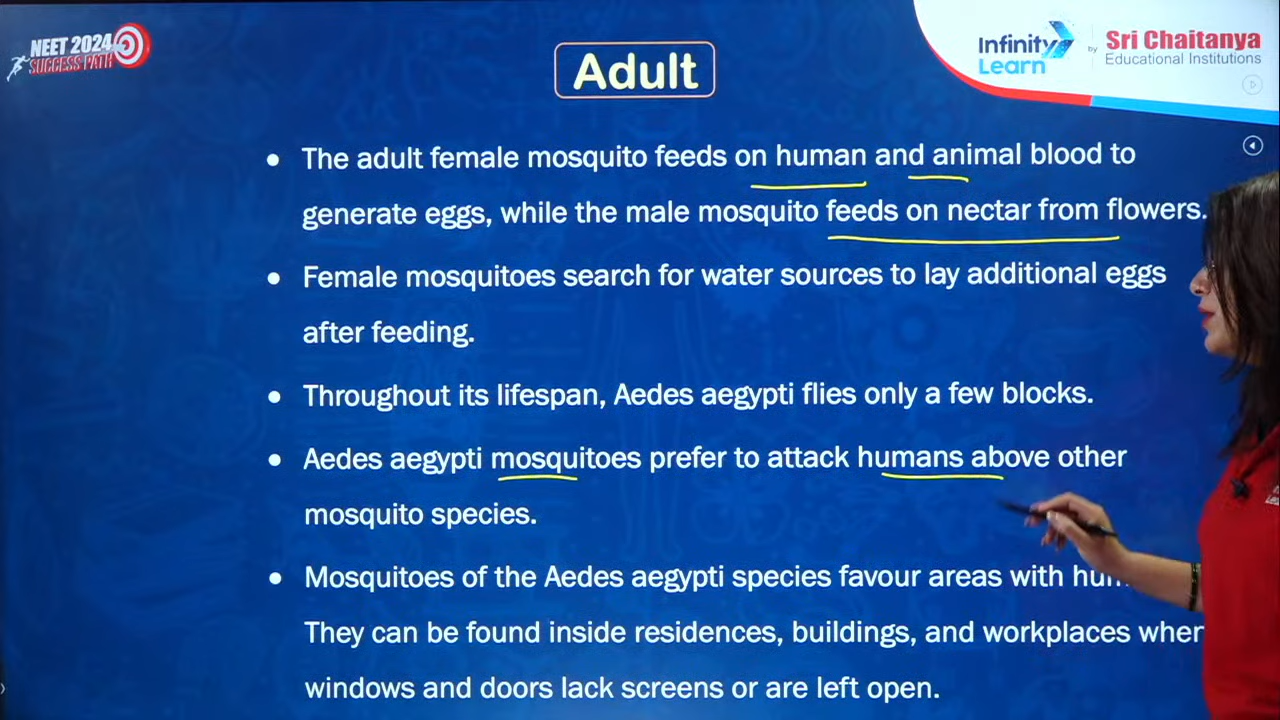 NEET 2024
SUCCESS PATH
Infinity
Learn
by
Sri Chaitanya
Educational Institutions
Adult
The adult female mosquito feeds on human and animal blood to
generate eggs, while the male mosquito feeds on nectar from flowers.
Female mosquitoes search for water sources to lay additional eggs
after feeding.
Throughout its lifespan, Aedes aegypti flies only a few blocks.
Aedes aegypti mosquitoes prefer to attack humans above other
mosquito species.
Mosquitoes of the Aedes aegypti species favour areas with
They can be found inside residences, buildings, and workplaces
windows and doors lack screens or are left open.